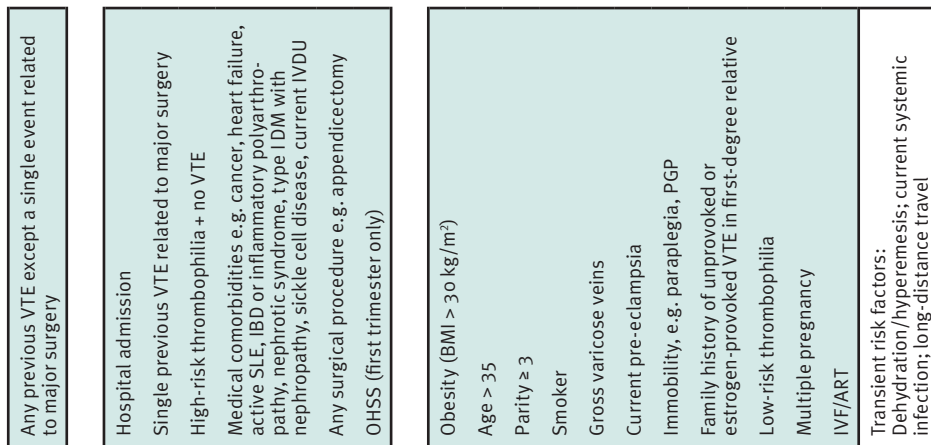 Any previous VTE except a single event related
to major surgery
Hospital admission
Single previous VTE related to major surgery
High-risk thrombophilia + no VTE
Medical comorbidities e.g. cancer, heart failure,
active SLE, IBD or inflammatory polyarthro-
pathy, nephrotic syndrome, type I DM with
nephropathy, sickle cell disease, current IVDU
Any surgical procedure e.g. appendicectomy
OHSS (first trimester only)
Obesity (BMI > 30 kg/m²)
Age > 35
Parity ≥ 3
Smoker
Gross varicose veins
Current pre-eclampsia
Immobility, e.g. paraplegia, PGP
Family history of unprovoked or
estrogen-provoked VTE in first-degree relative
Low-risk thrombophilia
Multiple pregnancy
IVF/ART
Transient risk factors:
Dehydration/hyperemesis; current systemic
infection; long-distance travel